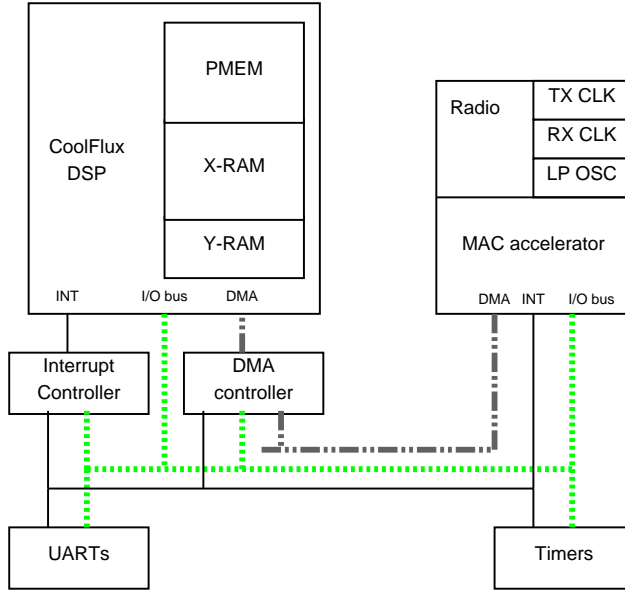 PMEM
CoolFlux
DSP
X-RAM
Y-RAM
INT
I/O bus
DMA
Radio
TX CLK
RX CLK
LP OSC
MAC accelerator
DMA
INT
I/O bus
Interrupt
Controller
DMA
controller
UARTs
Timers